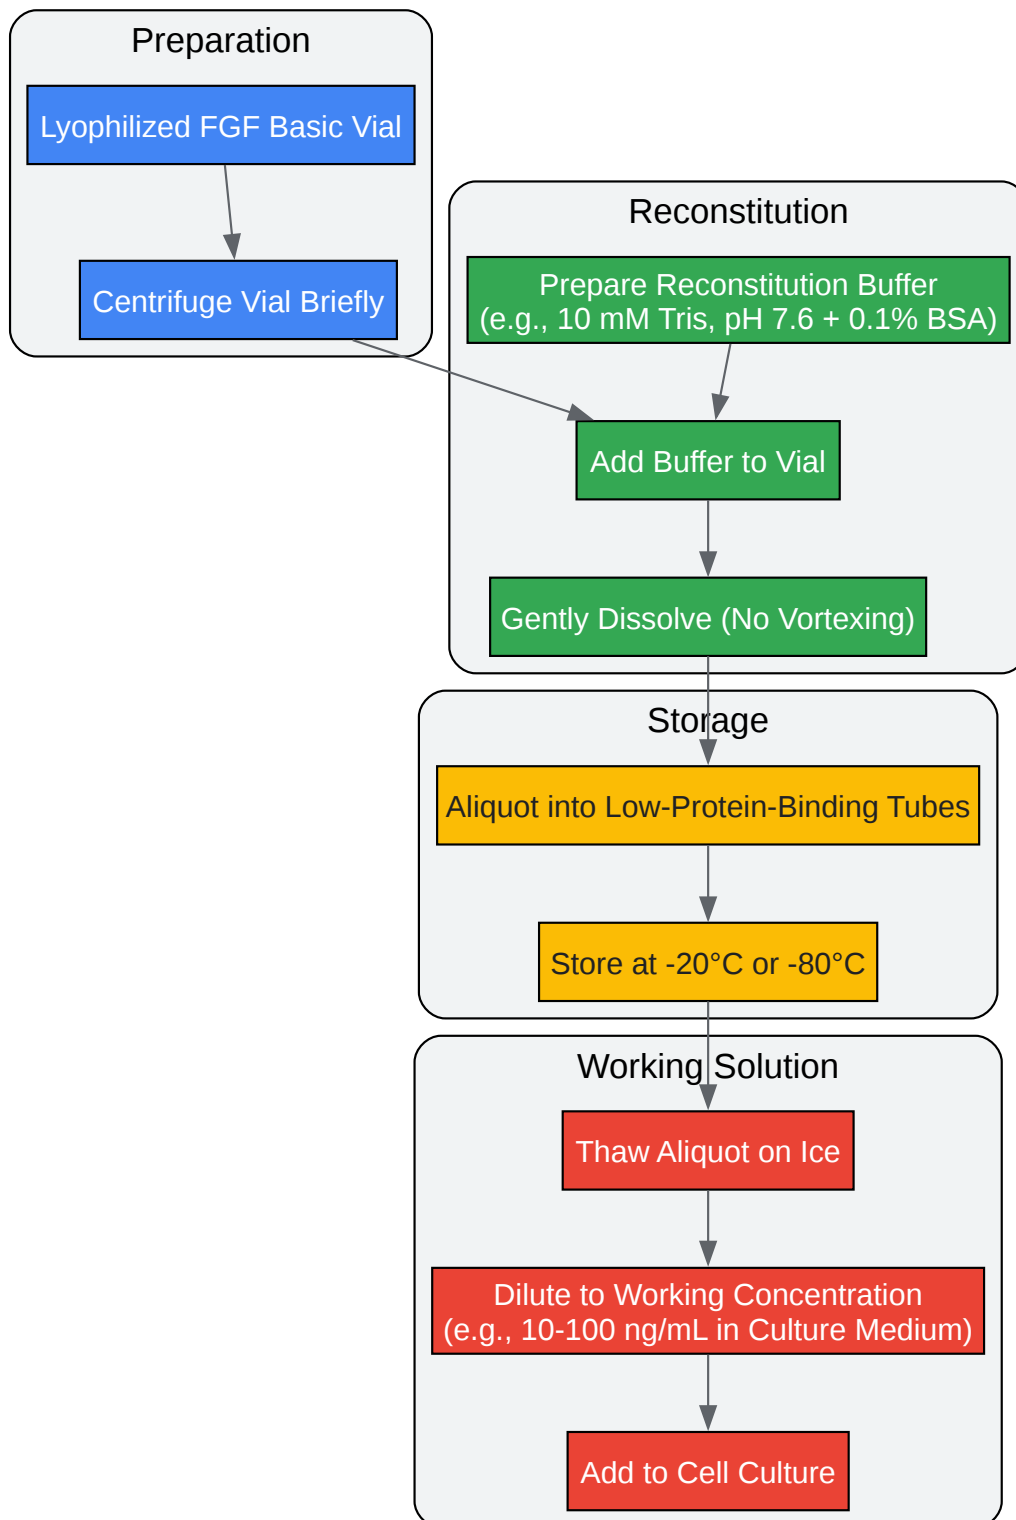 Preparation
Lyophilized FGF Basic Vial
Centrifuge Vial Briefly
Reconstitution
Prepare Reconstitution Buffer
(e.g., 10 mM Tris, pH 7.6 + 0.1% BSA)
Add Buffer to Vial
Gently Dissolve (No Vortexing)
Storage
Aliquot into Low-Protein-Binding Tubes
Store at -20°C or -80°C
Working Solution
Thaw Aliquot on Ice
Dilute to Working Concentration
(e.g., 10-100 ng/mL in Culture Medium)
Add to Cell Culture